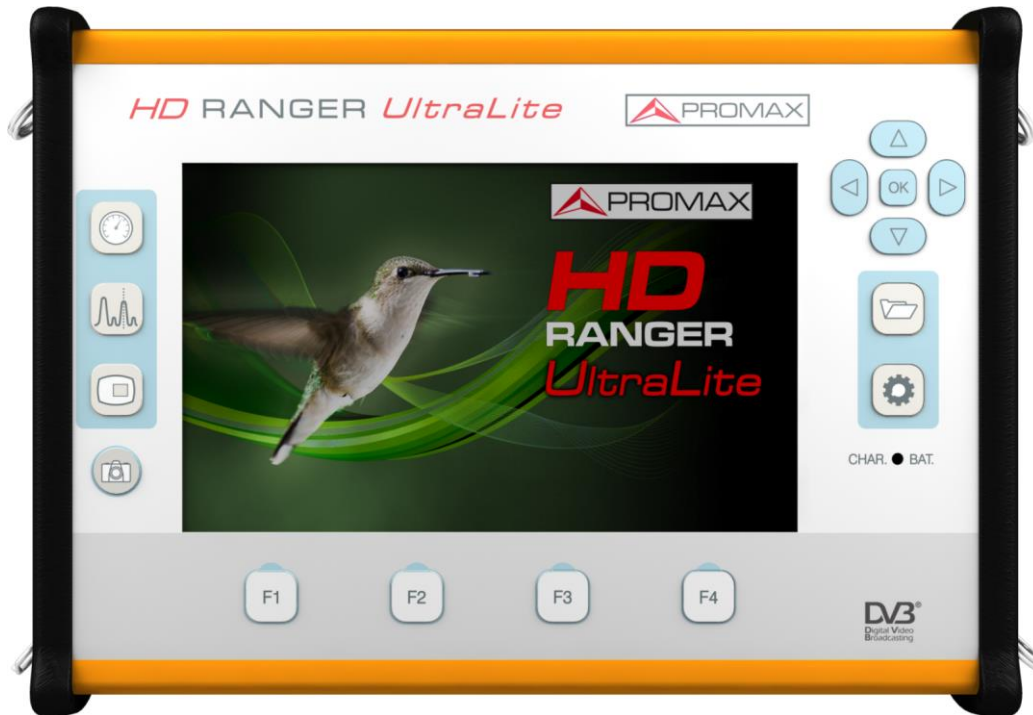 HD RANGER UltraLite
PROMAX
PROMAX
HD
RANGER
UltraLite
OK
CHAR. BAT.
F1 F2 F3 F4
DVB®
Digital Video
Broadcasting